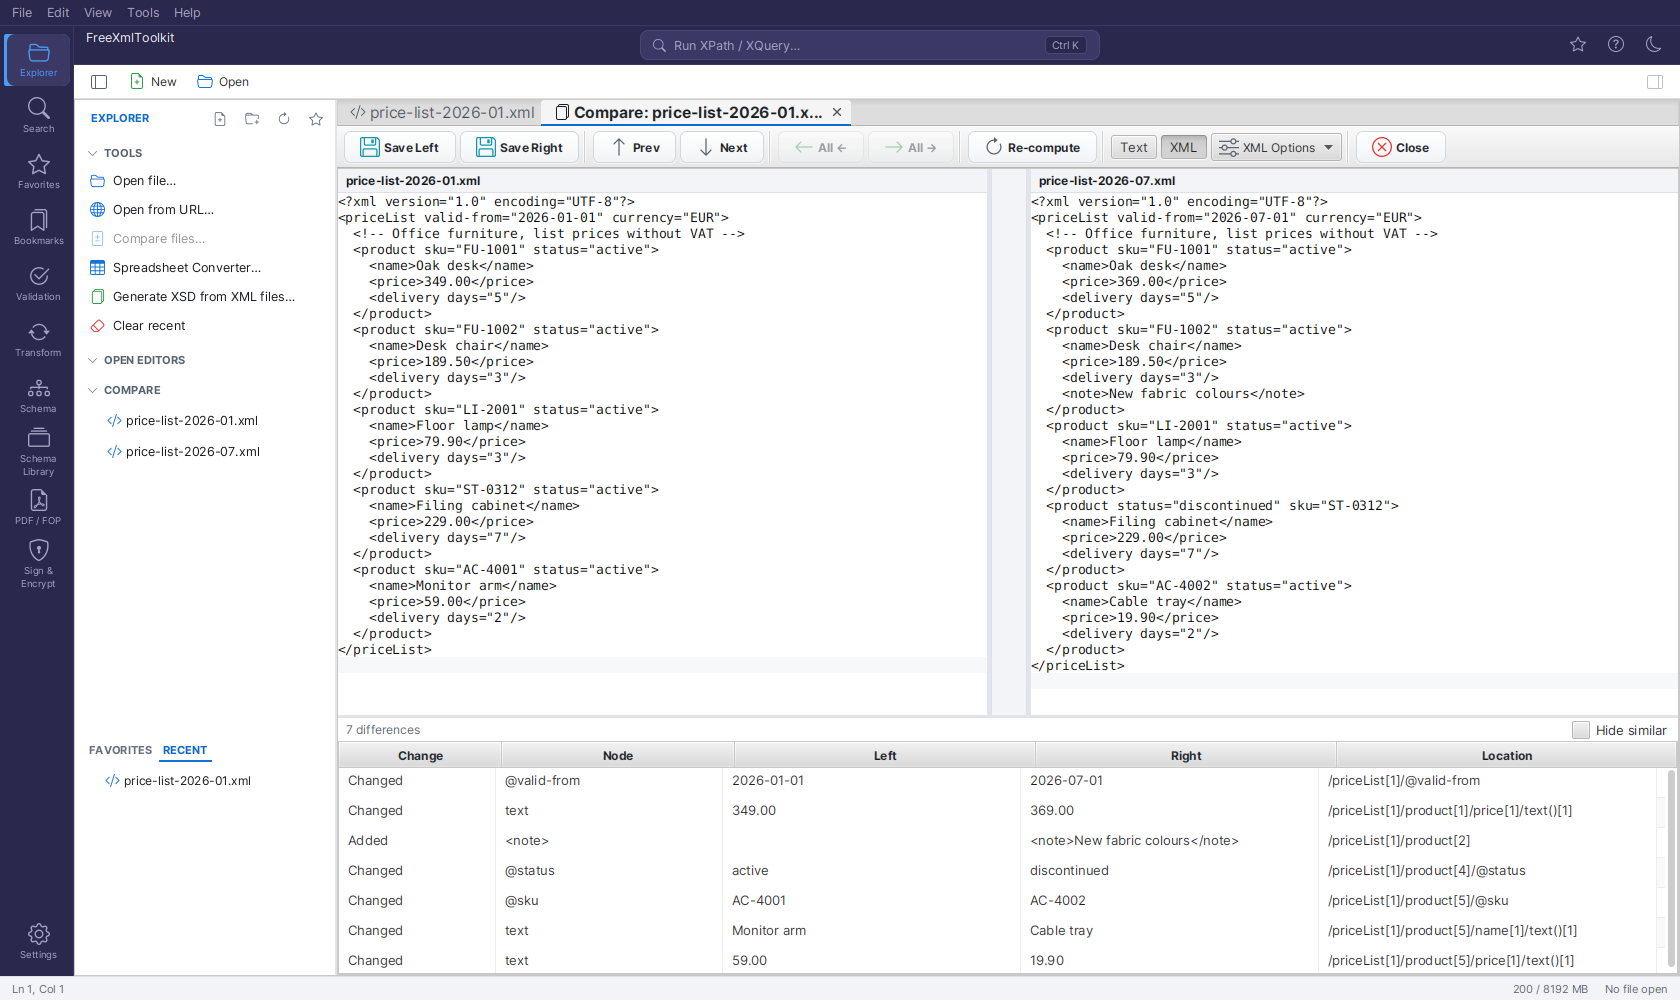 File Edit View Tools Help
FreeXmlToolkit
Run XPath / XQuery... Ctrl K
New Open
Explorer
Search
Favorites
Bookmarks
Validation
Transform
Schema
Schema Library
PDF / FOP
Sign & Encrypt
Settings
EXPLORER
TOOLS
Open file...
Open from URL...
Compare files...
Spreadsheet Converter...
Generate XSD from XML files...
Clear recent
OPEN EDITORS
COMPARE
price-list-2026-01.xml
price-list-2026-07.xml
FAVORITES RECENT
price-list-2026-01.xml
price-list-2026-01.xml Compare: price-list-2026-01.x...
Save Left Save Right Prev Next All ← All → Re-compute Text XML XML Options Close
price-list-2026-01.xml
<?xml version="1.0" encoding="UTF-8"?>
<priceList valid-from="2026-01-01" currency="EUR">
<!-- Office furniture, list prices without VAT -->
<product sku="FU-1001" status="active">
<name>Oak desk</name>
<price>349.00</price>
<delivery days="5"/>
</product>
<product sku="FU-1002" status="active">
<name>Desk chair</name>
<price>189.50</price>
<delivery days="3"/>
</product>
<product sku="LI-2001" status="active">
<name>Floor lamp</name>
<price>79.90</price>
<delivery days="3"/>
</product>
<product sku="ST-0312" status="active">
<name>Filing cabinet</name>
<price>229.00</price>
<delivery days="7"/>
</product>
<product sku="AC-4001" status="active">
<name>Monitor arm</name>
<price>59.00</price>
<delivery days="2"/>
</product>
</priceList>
price-list-2026-07.xml
<?xml version="1.0" encoding="UTF-8"?>
<priceList valid-from="2026-07-01" currency="EUR">
<!-- Office furniture, list prices without VAT -->
<product sku="FU-1001" status="active">
<name>Oak desk</name>
<price>369.00</price>
<delivery days="5"/>
</product>
<product sku="FU-1002" status="active">
<name>Desk chair</name>
<price>189.50</price>
<delivery days="3"/>
<note>New fabric colours</note>
</product>
<product sku="LI-2001" status="active">
<name>Floor lamp</name>
<price>79.90</price>
<delivery days="3"/>
</product>
<product status="discontinued" sku="ST-0312">
<name>Filing cabinet</name>
<price>229.00</price>
<delivery days="7"/>
</product>
<product sku="AC-4002" status="active">
<name>Cable tray</name>
<price>19.90</price>
<delivery days="2"/>
</product>
</priceList>
7 differences Hide similar
Change Node Left Right Location
Changed @valid-from 2026-01-01 2026-07-01 /priceList[1]/@valid-from
Changed text 349.00 369.00 /priceList[1]/product[1]/price[1]/text()[1]
Added <note> <note>New fabric colours</note> /priceList[1]/product[2]
Changed @status active discontinued /priceList[1]/product[4]/@status
Changed @sku AC-4001 AC-4002 /priceList[1]/product[5]/@sku
Changed text Monitor arm Cable tray /priceList[1]/product[5]/name[1]/text()[1]
Changed text 59.00 19.90 /priceList[1]/product[5]/price[1]/text()[1]
Ln 1, Col 1 200 / 8192 MB No file open